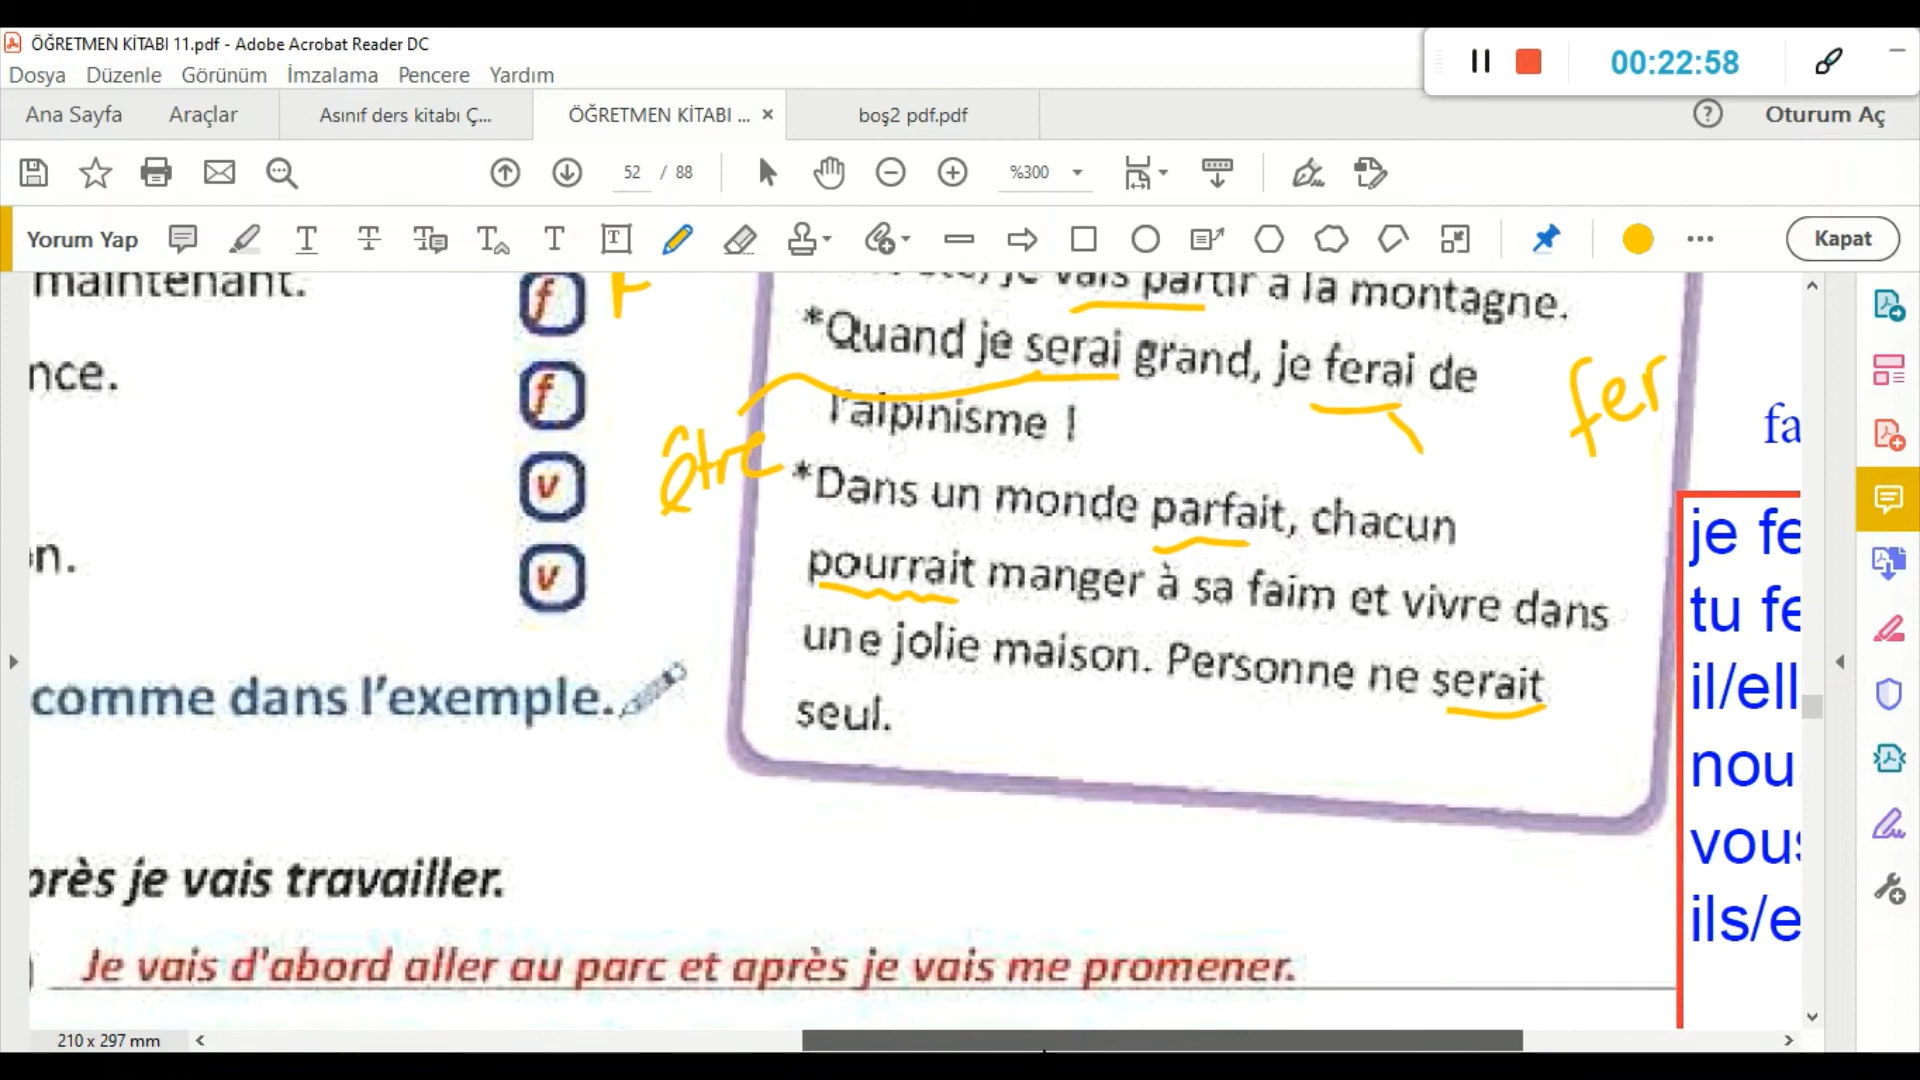 ÖĞRETMEN KİTABI 11.pdf - Adobe Acrobat Reader DC
00:22:58
Dosya Düzenle Görünüm İmzalama Pencere Yardım
Ana Sayfa Araçlar Asınıf ders kitabı Ç... ÖĞRETMEN KİTABI ... × boş2 pdf.pdf ? Oturum Aç
52 / 88 %300
Yorum Yap Kapat
maintenant.
f
nce.
f
v
on.
v
comme dans l'exemple.
je vais partir à la montagne.
*Quand je serai grand, je ferai de
l'alpinisme !
être
fer
*Dans un monde parfait, chacun
pourrait manger à sa faim et vivre dans
une jolie maison. Personne ne serait
seul.
fa
je fe
tu fe
il/ell
nou
vous
ils/e
près je vais travailler.
Je vais d'abord aller au parc et après je vais me promener.
210 x 297 mm